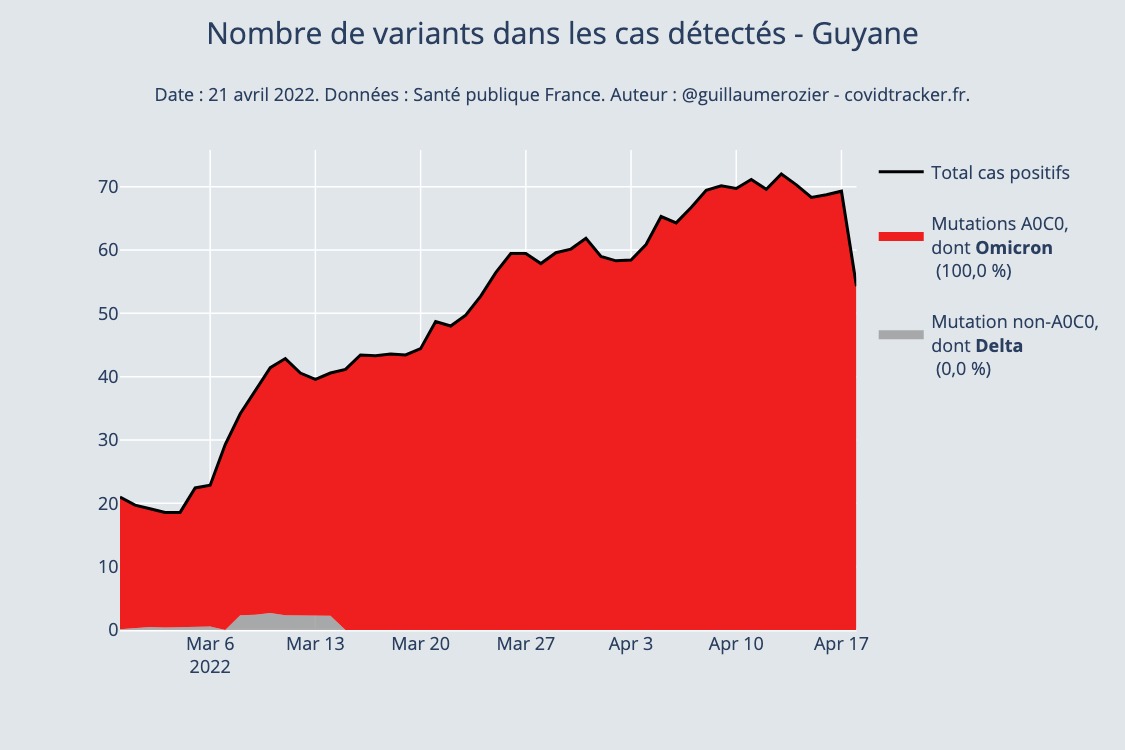 Nombre de variants dans les cas détectés - Guyane
Date : 21 avril 2022. Données : Santé publique France. Auteur : @guillaumerozier - covidtracker.fr.
70
60
50
40
30
20
10
0
Mar 6
2022
Mar 13
Mar 20
Mar 27
Apr 3
Apr 10
Apr 17
Total cas positifs
Mutations A0C0,
dont Omicron
(100,0 %)
Mutation non-A0C0,
dont Delta
(0,0 %)